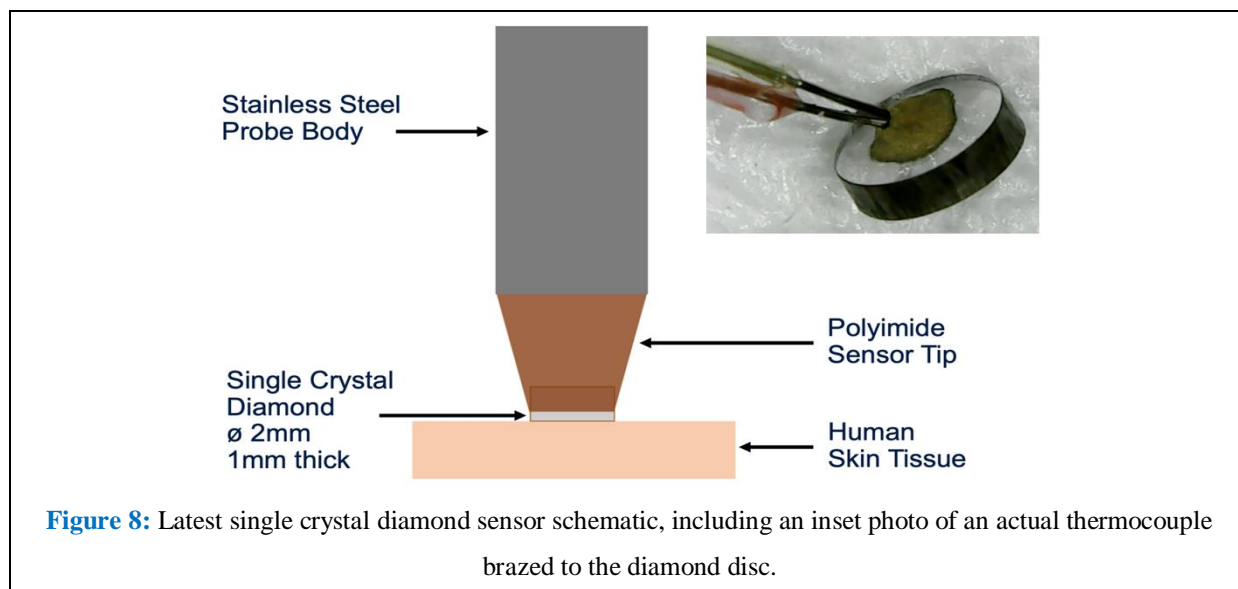 Stainless Steel
Probe Body
Polyimide
Sensor Tip
Single Crystal
Diamond
ø 2mm
1mm thick
Human
Skin Tissue
Figure 8: Latest single crystal diamond sensor schematic, including an inset photo of an actual thermocouple
brazed to the diamond disc.